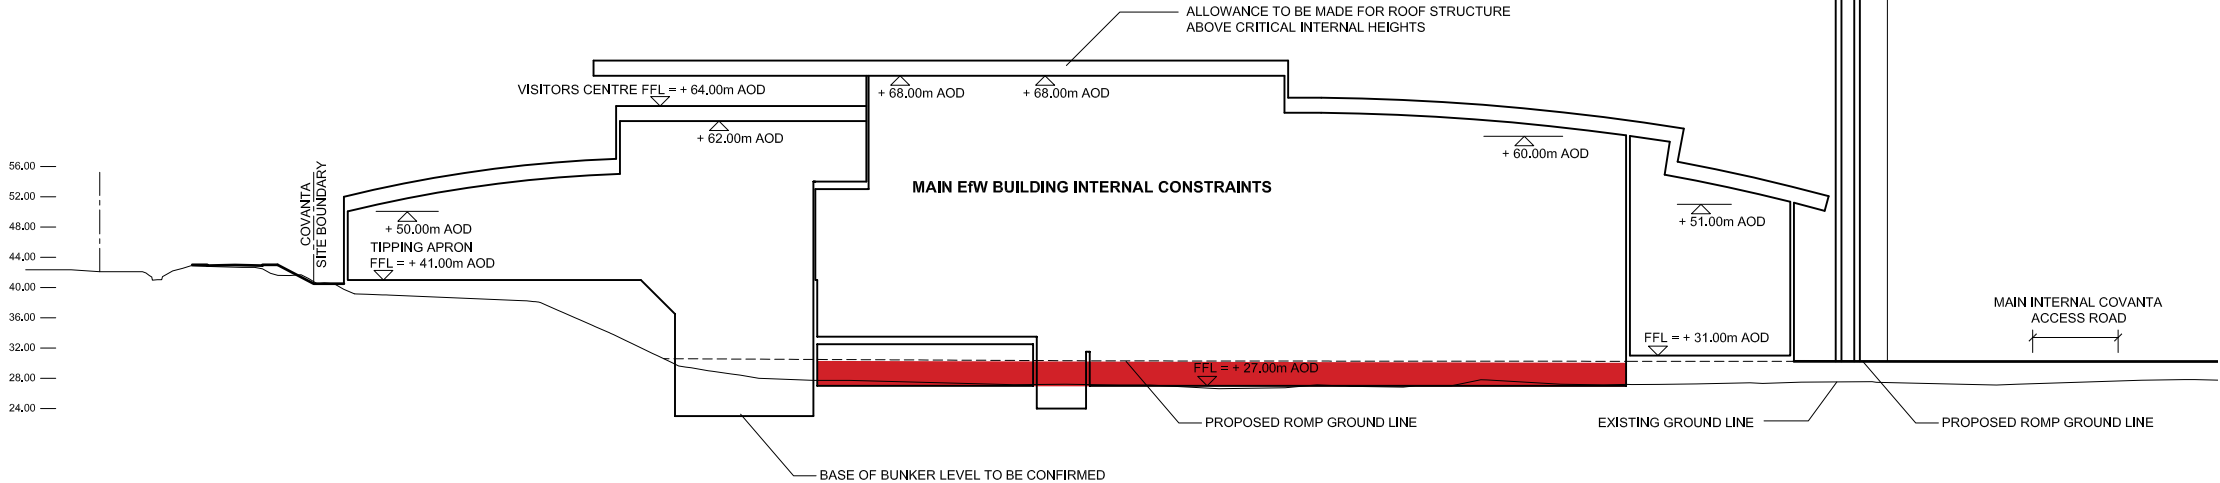 ALLOWANCE TO BE MADE FOR ROOF STRUCTURE
ABOVE CRITICAL INTERNAL HEIGHTS
VISITORS CENTRE FFL = + 64.00m AOD
+ 68.00m AOD
+ 68.00m AOD
+ 62.00m AOD
+ 60.00m AOD
56.00
52.00
48.00
44.00
40.00
36.00
32.00
28.00
24.00
COVANTA
SITE BOUNDARY
MAIN EfW BUILDING INTERNAL CONSTRAINTS
+ 50.00m AOD
+ 51.00m AOD
TIPPING APRON
FFL = + 41.00m AOD
MAIN INTERNAL COVANTA
ACCESS ROAD
FFL = + 31.00m AOD
FFL = + 27.00m AOD
PROPOSED ROMP GROUND LINE
EXISTING GROUND LINE
PROPOSED ROMP GROUND LINE
BASE OF BUNKER LEVEL TO BE CONFIRMED